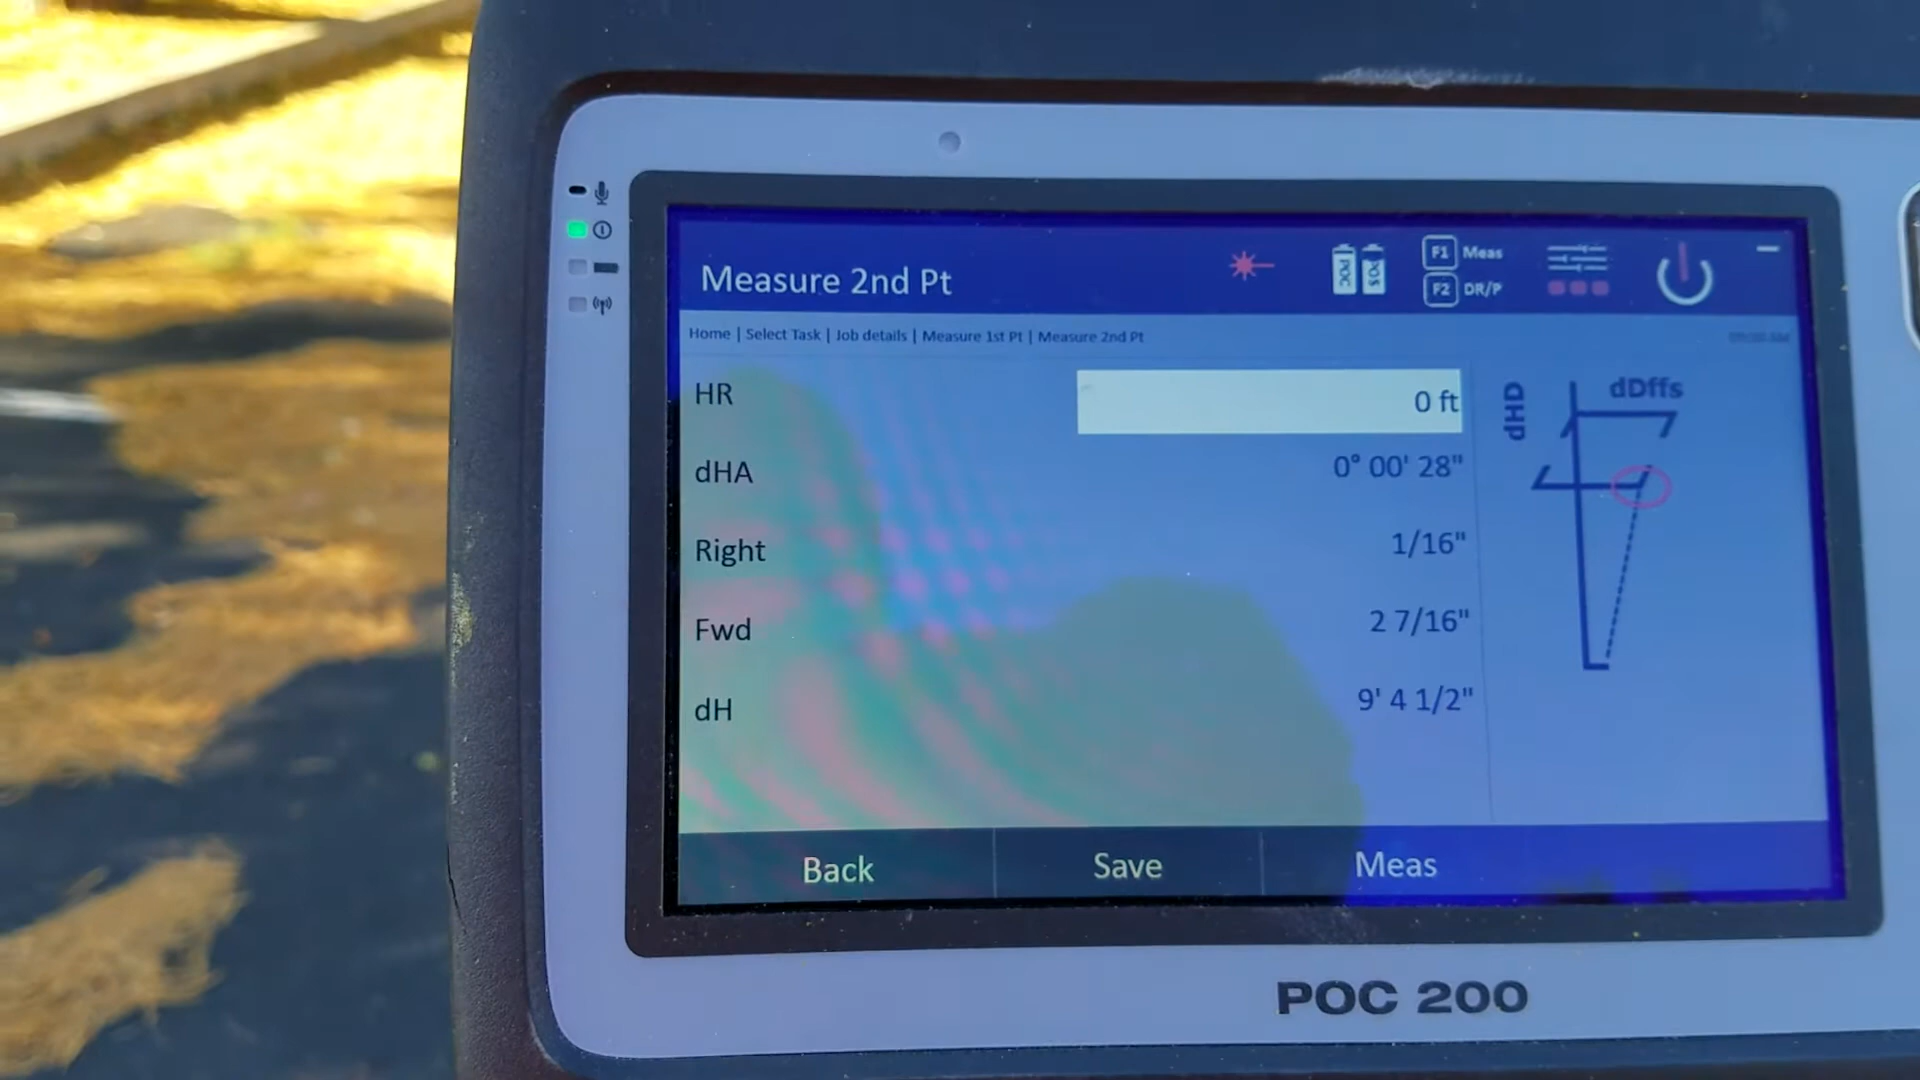 Measure 2nd Pt
POC
POS
F1 Meas
F2 DR/P
Home | Select Task | Job details | Measure 1st Pt | Measure 2nd Pt
HR
0 ft
dHA
0° 00' 28"
Right
1/16"
Fwd
2 7/16"
dH
9' 4 1/2"
dHD
dDffs
Back
Save
Meas
POC 200